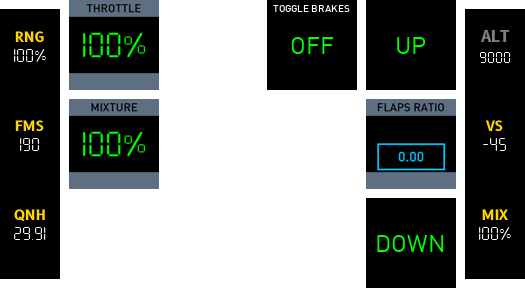 RNG
100%
FMS
190
QNH
29.91
THROTTLE
100%
MIXTURE
100%
TOGGLE BRAKES
OFF
UP
FLAPS RATIO
0.00
DOWN
ALT
9000
VS
-45
MIX
100%